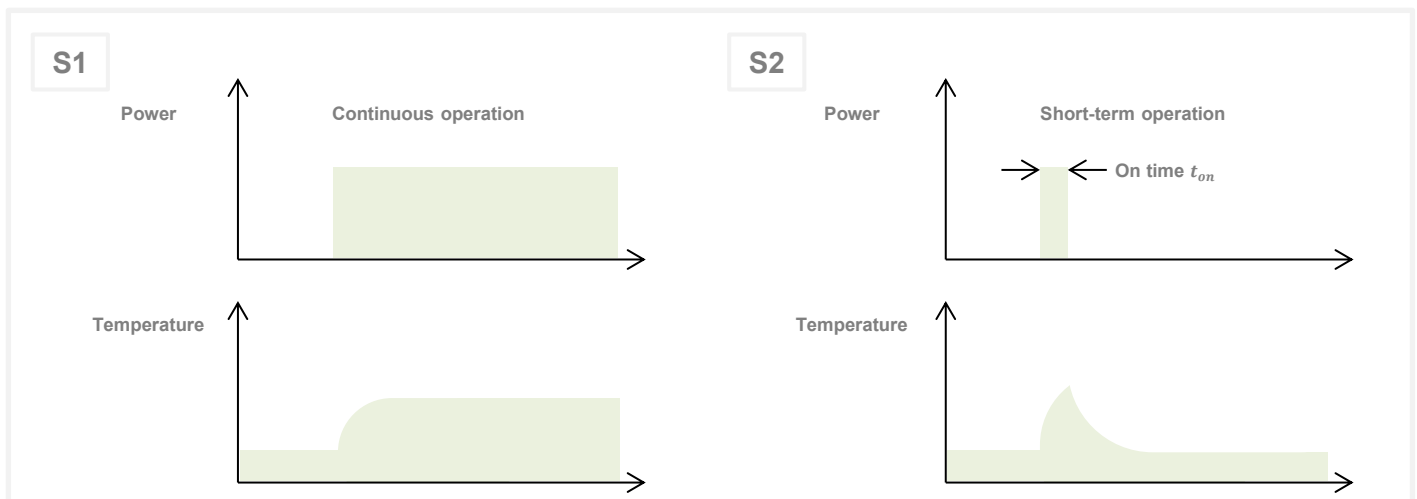 S1
Power
Continuous operation
Temperature
S2
Power
Short-term operation
On time t_on
Temperature